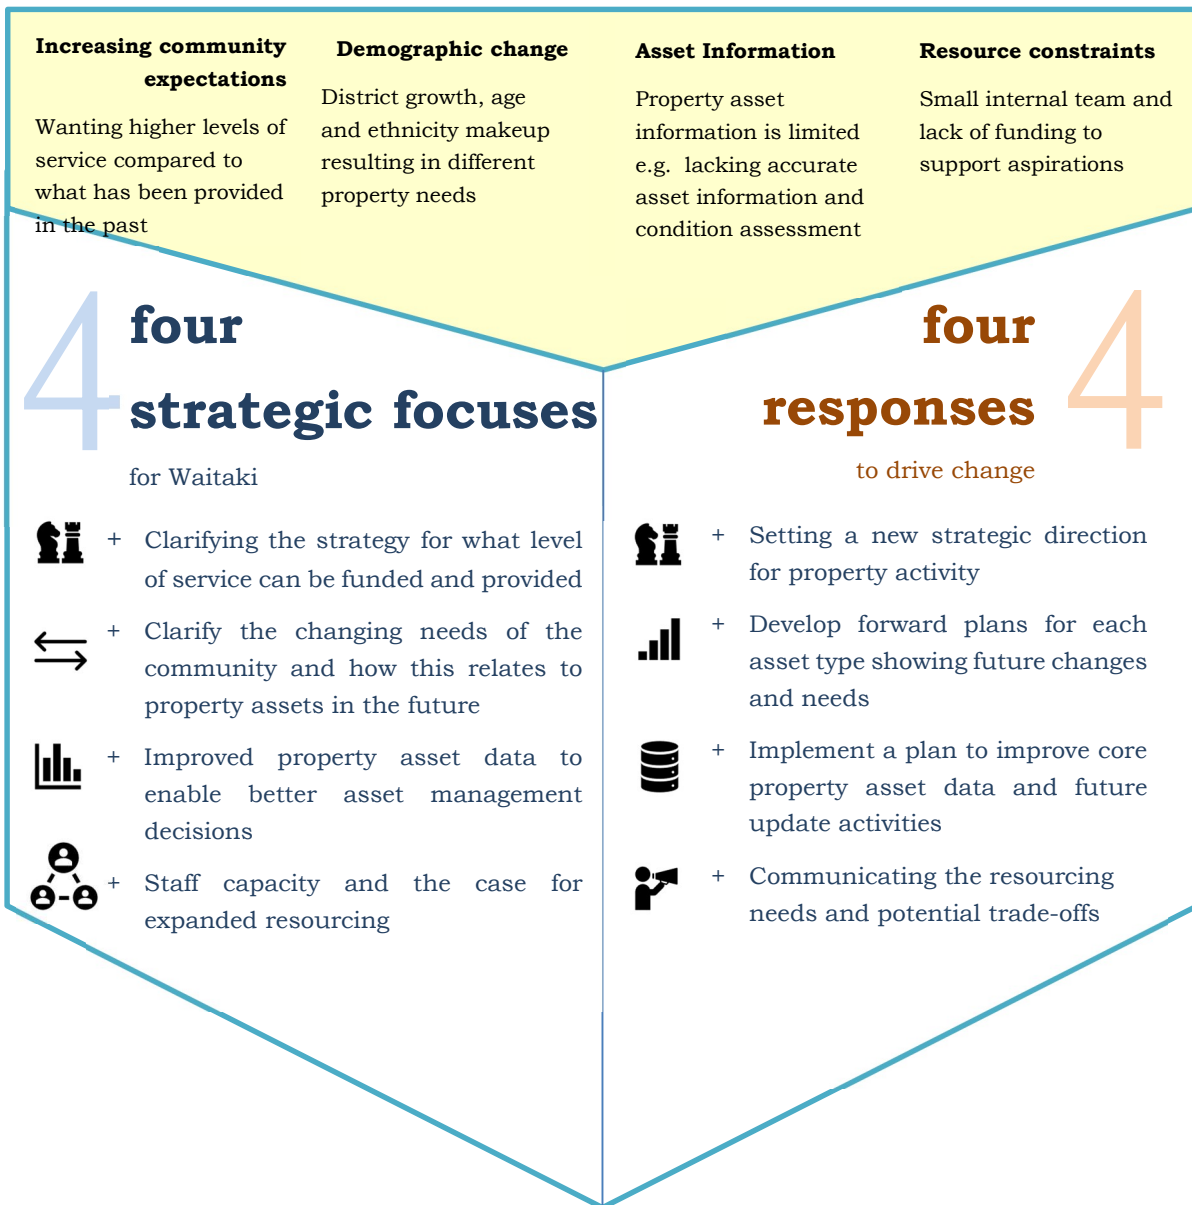 Increasing community
expectations
Wanting higher levels of
service compared to
what has been provided
in the past
Demographic change
District growth, age
and ethnicity makeup
resulting in different
property needs
Asset Information
Property asset
information is limited
e.g. lacking accurate
asset information and
condition assessment
Resource constraints
Small internal team and
lack of funding to
support aspirations
4
four
strategic focuses
for Waitaki
+ Clarifying the strategy for what level
of service can be funded and provided
+ Clarify the changing needs of the
community and how this relates to
property assets in the future
+ Improved property asset data to
enable better asset management
decisions
+ Staff capacity and the case for
expanded resourcing
four
responses
4
to drive change
+ Setting a new strategic direction
for property activity
+ Develop forward plans for each
asset type showing future changes
and needs
+ Implement a plan to improve core
property asset data and future
update activities
+ Communicating the resourcing
needs and potential trade-offs